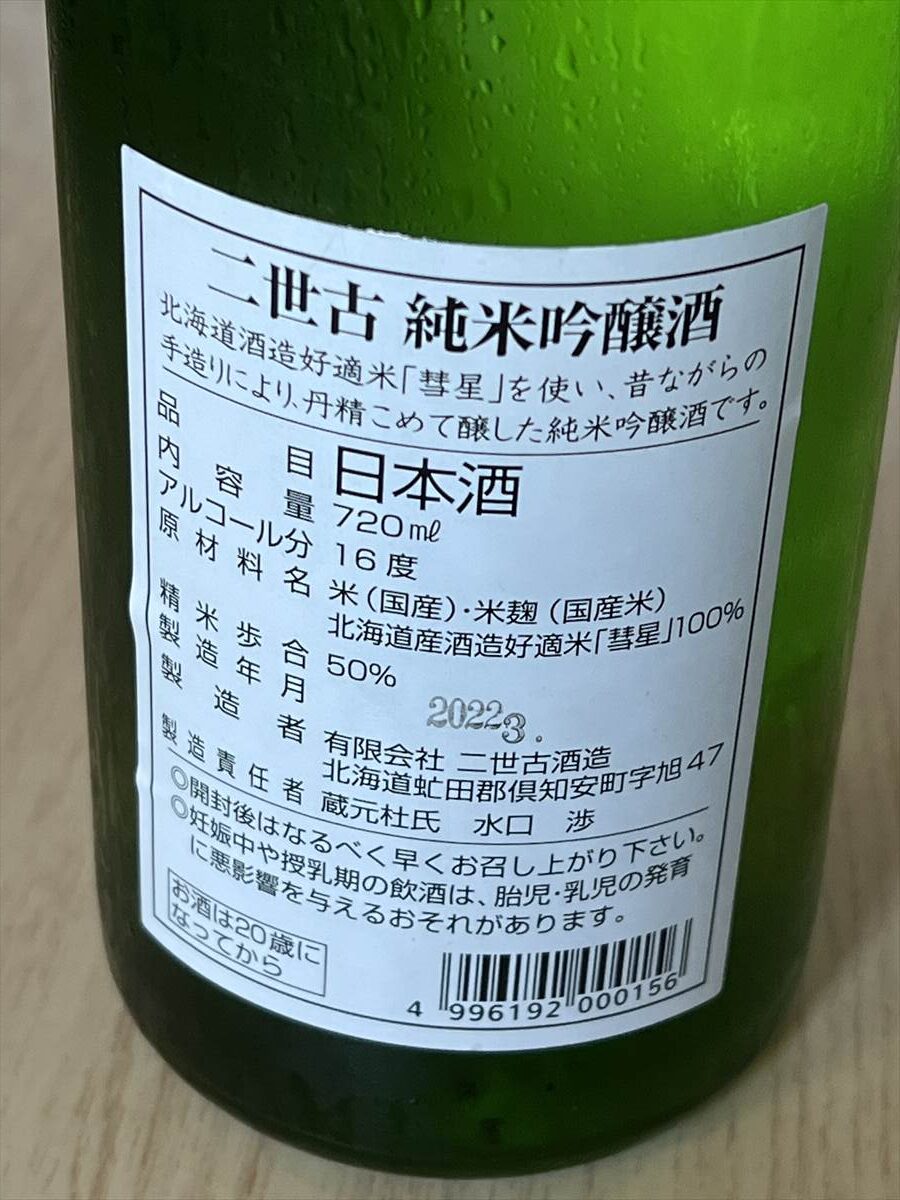 二世古 純米吟醸酒
北海道酒造好適米「彗星」を使い、昔ながらの
手造りにより、丹精こめて醸した純米吟醸酒です。
品目 日本酒
内容量 720㎖
アルコール分 16度
原材料名 米(国産)・米麹(国産米)
北海道産酒造好適米「彗星」100%
精米歩合 50%
製造年月 2022 3.
製造者 有限会社 二世古酒造
北海道虻田郡倶知安町字旭47
製造責任者 蔵元杜氏 水口 渉
◎開封後はなるべく早くお召し上がり下さい。
◎妊娠中や授乳期の飲酒は、胎児・乳児の発育
に悪影響を与えるおそれがあります。
お酒は20歳に
なってから
4 996192 000156